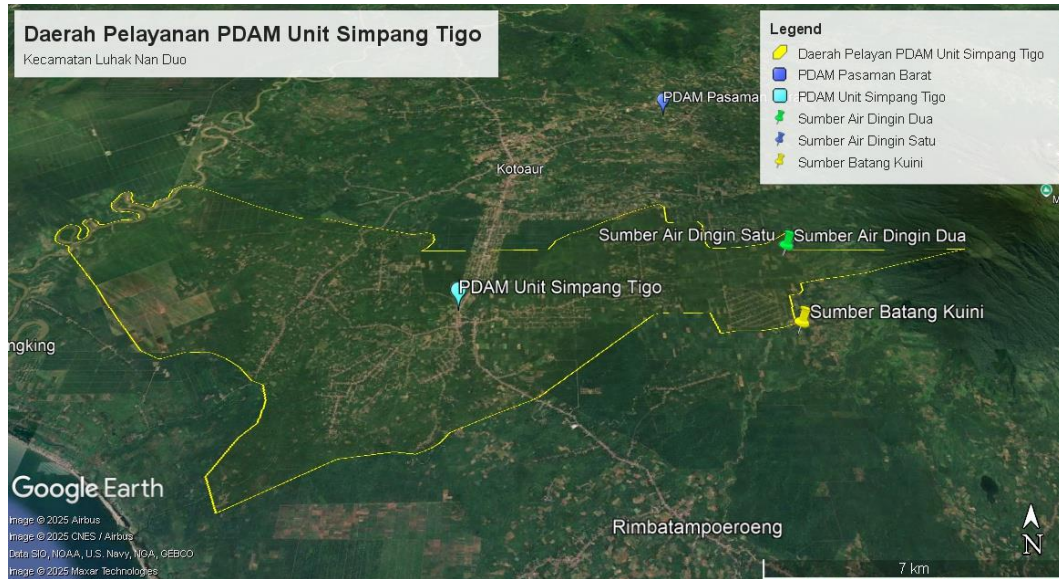 Daerah Pelayanan PDAM Unit Simpang Tigo
Kecamatan Luhak Nan Duo
Legend
Daerah Pelayan PDAM Unit Simpang Tigo
PDAM Pasaman Barat
PDAM Unit Simpang Tigo
Sumber Air Dingin Dua
Sumber Air Dingin Satu
Sumber Batang Kuini
PDAM Pasaman
Kotoaur
M
Sumber Air Dingin Satu
Sumber Air Dingin Dua
PDAM Unit Simpang Tigo
Sumber Batang Kuini
ngking
Google Earth
Image © 2025 Airbus
Image © 2025 CNES / Airbus
Data SIO, NOAA, U.S. Navy, NGA, GEBCO
Image © 2025 Maxar Technologies
Rimbatampoeroeng
N
7 km